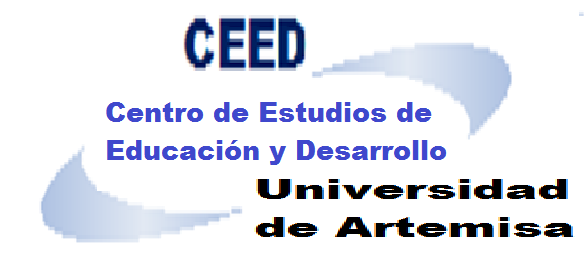 CEED
Centro de Estudios de
Educación y Desarrollo
Universidad
de Artemisa